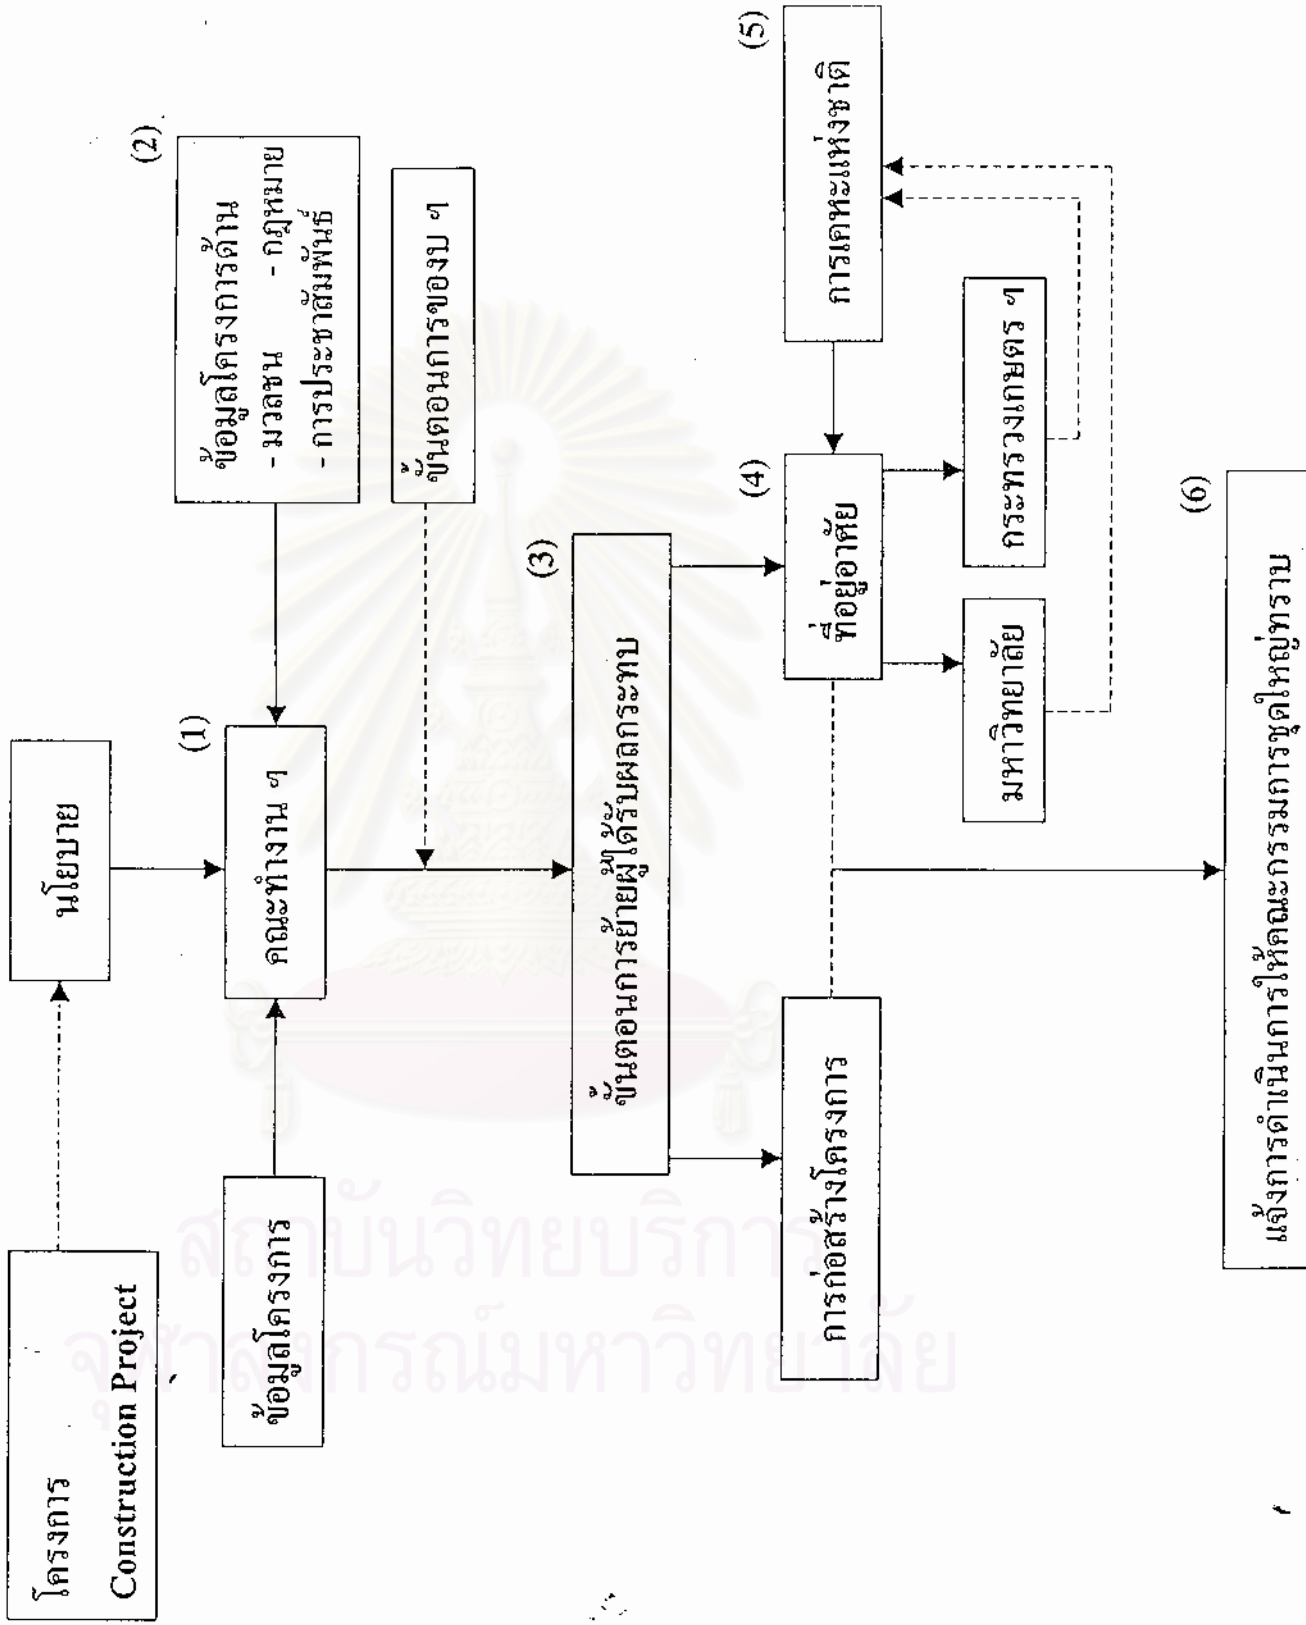 โครงการ
Construction Project
นโยบาย
ข้อมูลโครงการ
(1)
คณะทำงาน ฯ
(2)
ข้อมูลโครงการด้าน
- มวลชน - กฎหมาย
- การประชาสัมพันธ์
ขั้นตอนการของบ ฯ
(3)
ขั้นตอนการย้ายผู้ได้รับผลกระทบ
การก่อสร้างโครงการ
(4)
ที่อยู่อาศัย
(5)
การเคหะแห่งชาติ
มหาวิทยาลัย
กระทรวงเกษตร ฯ
(6)
แจ้งการดำเนินการให้คณะกรรมการชุดใหญ่ทราบ
สถาบันวิทยบริการ
จุฬาลงกรณ์มหาวิทยาลัย